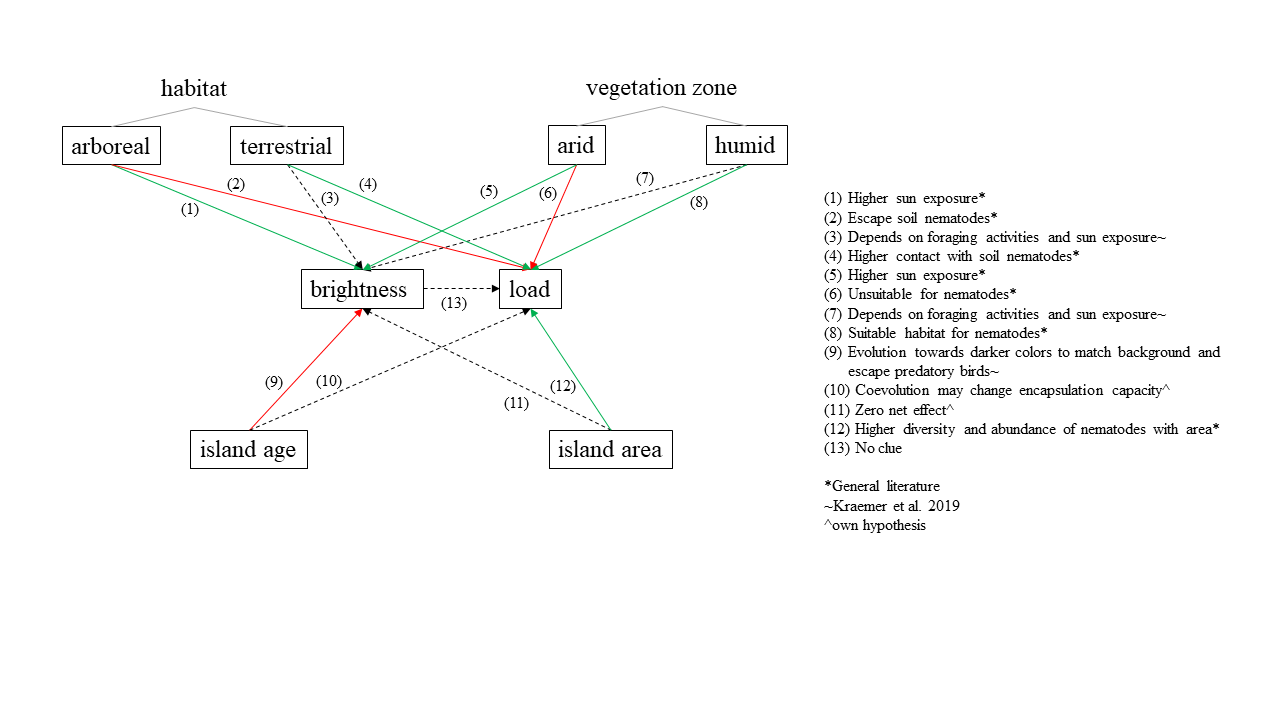 habitat
vegetation zone
arboreal
terrestrial
arid
humid
(1)
(2)
(3)
(4)
(5)
(6)
(7)
(8)
brightness
load
(13)
(9)
(10)
(11)
(12)
island age
island area
(1) Higher sun exposure*
(2) Escape soil nematodes*
(3) Depends on foraging activities and sun exposure~
(4) Higher contact with soil nematodes*
(5) Higher sun exposure*
(6) Unsuitable for nematodes*
(7) Depends on foraging activities and sun exposure~
(8) Suitable habitat for nematodes*
(9) Evolution towards darker colors to match background and
escape predatory birds~
(10) Coevolution may change encapsulation capacity^
(11) Zero net effect^
(12) Higher diversity and abundance of nematodes with area*
(13) No clue
*General literature
~Kraemer et al. 2019
^own hypothesis